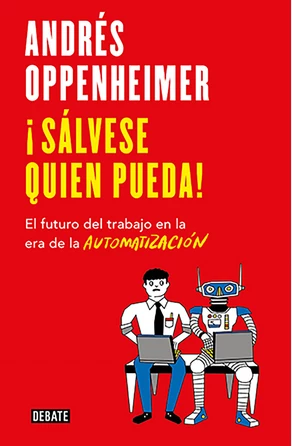 ANDRÉS
OPPENHEIMER
¡SÁLVESE
QUIEN PUEDA!
El futuro del trabajo en la
era de la AUTOMATIZACIÓN
DEBATE